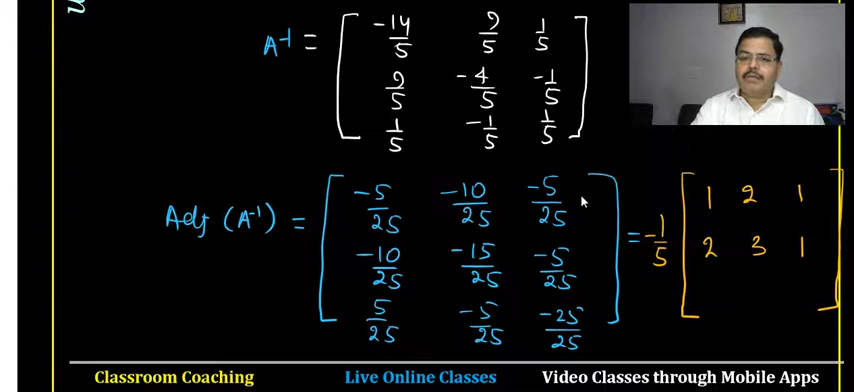 A⁻¹ = [ -14/5 9/5 1/5
9/5 -4/5 -1/5
1/5 -1/5 1/5 ]
Adj (A⁻¹) = [ -5/25 -10/25 -5/25 ] = -1/5 [ 1 2 1
-10/25 -15/25 -5/25 2 3 1
5/25 -5/25 -25/25 ]
Classroom Coaching Live Online Classes Video Classes through Mobile Apps